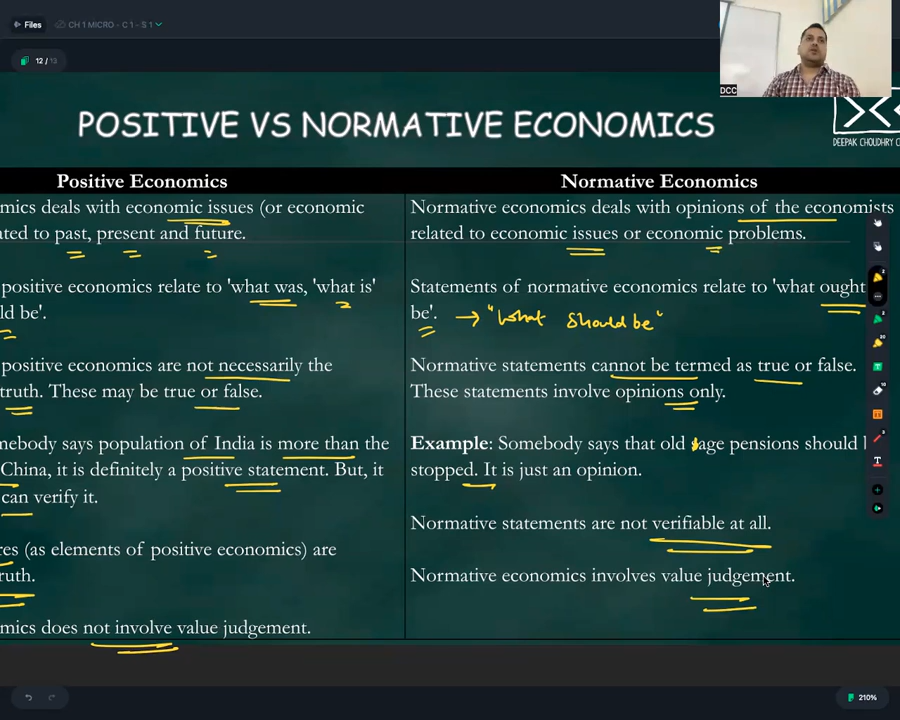 Files
CH 1 MICRO - C 1 - S 1
12 / 13
DCC
POSITIVE VS NORMATIVE ECONOMICS
DEEPAK CHOUDHRY C
Positive Economics
mics deals with economic issues (or economic
ated to past, present and future.
positive economics relate to 'what was, 'what is'
ld be'.
positive economics are not necessarily the
truth. These may be true or false.
mebody says population of India is more than the
China, it is definitely a positive statement. But, it
can verify it.
res (as elements of positive economics) are
ruth.
mics does not involve value judgement.
Normative Economics
Normative economics deals with opinions of the economists
related to economic issues or economic problems.
Statements of normative economics relate to 'what ought
be'. → "What Should be"
Normative statements cannot be termed as true or false.
These statements involve opinions only.
Example: Somebody says that old age pensions should
stopped. It is just an opinion.
Normative statements are not verifiable at all.
Normative economics involves value judgement.
210%